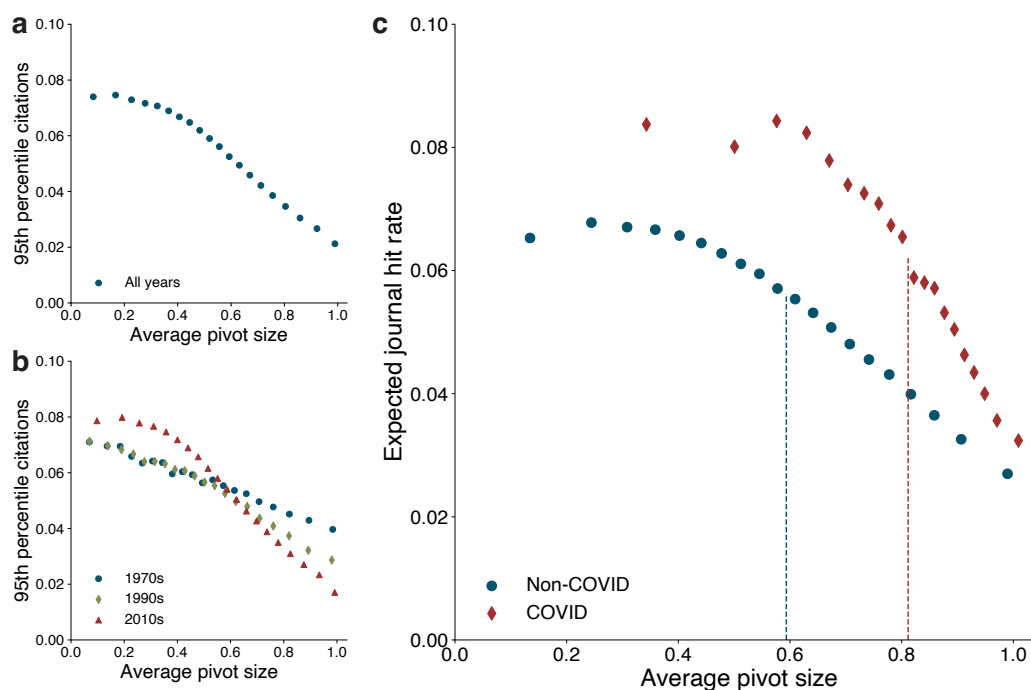 a
0.10
0.08
0.06
0.04
0.02
0.00
95th percentile citations
All years
0.0 0.2 0.4 0.6 0.8 1.0
Average pivot size
b
0.10
0.08
0.06
0.04
0.02
0.00
95th percentile citations
1970s
1990s
2010s
0.0 0.2 0.4 0.6 0.8 1.0
Average pivot size
c
0.10
0.08
0.06
0.04
0.02
0.00
Expected journal hit rate
Non-COVID
COVID
0.0 0.2 0.4 0.6 0.8 1.0
Average pivot size